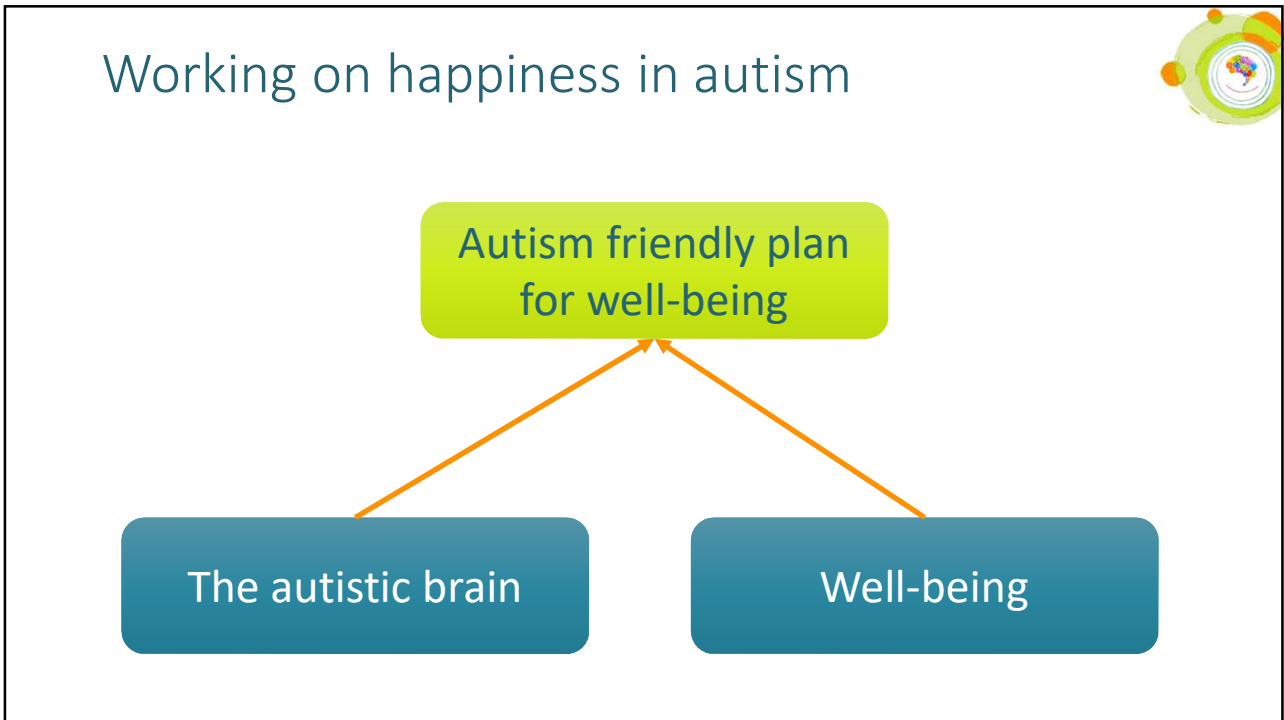 Working on happiness in autism
Autism friendly plan
for well-being
The autistic brain
Well-being